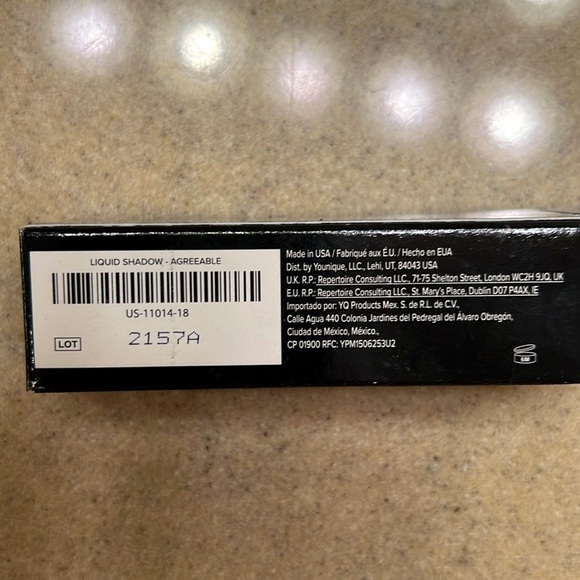 LIQUID SHADOW - AGREEABLE
US-11014-18
LOT
2157A
Made in USA / Fabriqué aux É.U. / Hecho en EUA
Dist. by Younique, LLC., Lehi, UT, 84043 USA
U.K. R.P.: Repertoire Consulting LLC., 71-75 Shelton Street, London WC2H 9JQ, UK
E.U. R.P.: Repertoire Consulting LLC., St. Mary's Place, Dublin D07 P4AX, IE
Importado por: YQ Products Mex. S. de R.L. de C.V.,
Calle Agua 440 Colonia Jardines del Pedregal del Álvaro Obregón,
Ciudad de México, México.,
CP 01900 RFC: YPM1506253U2
6M